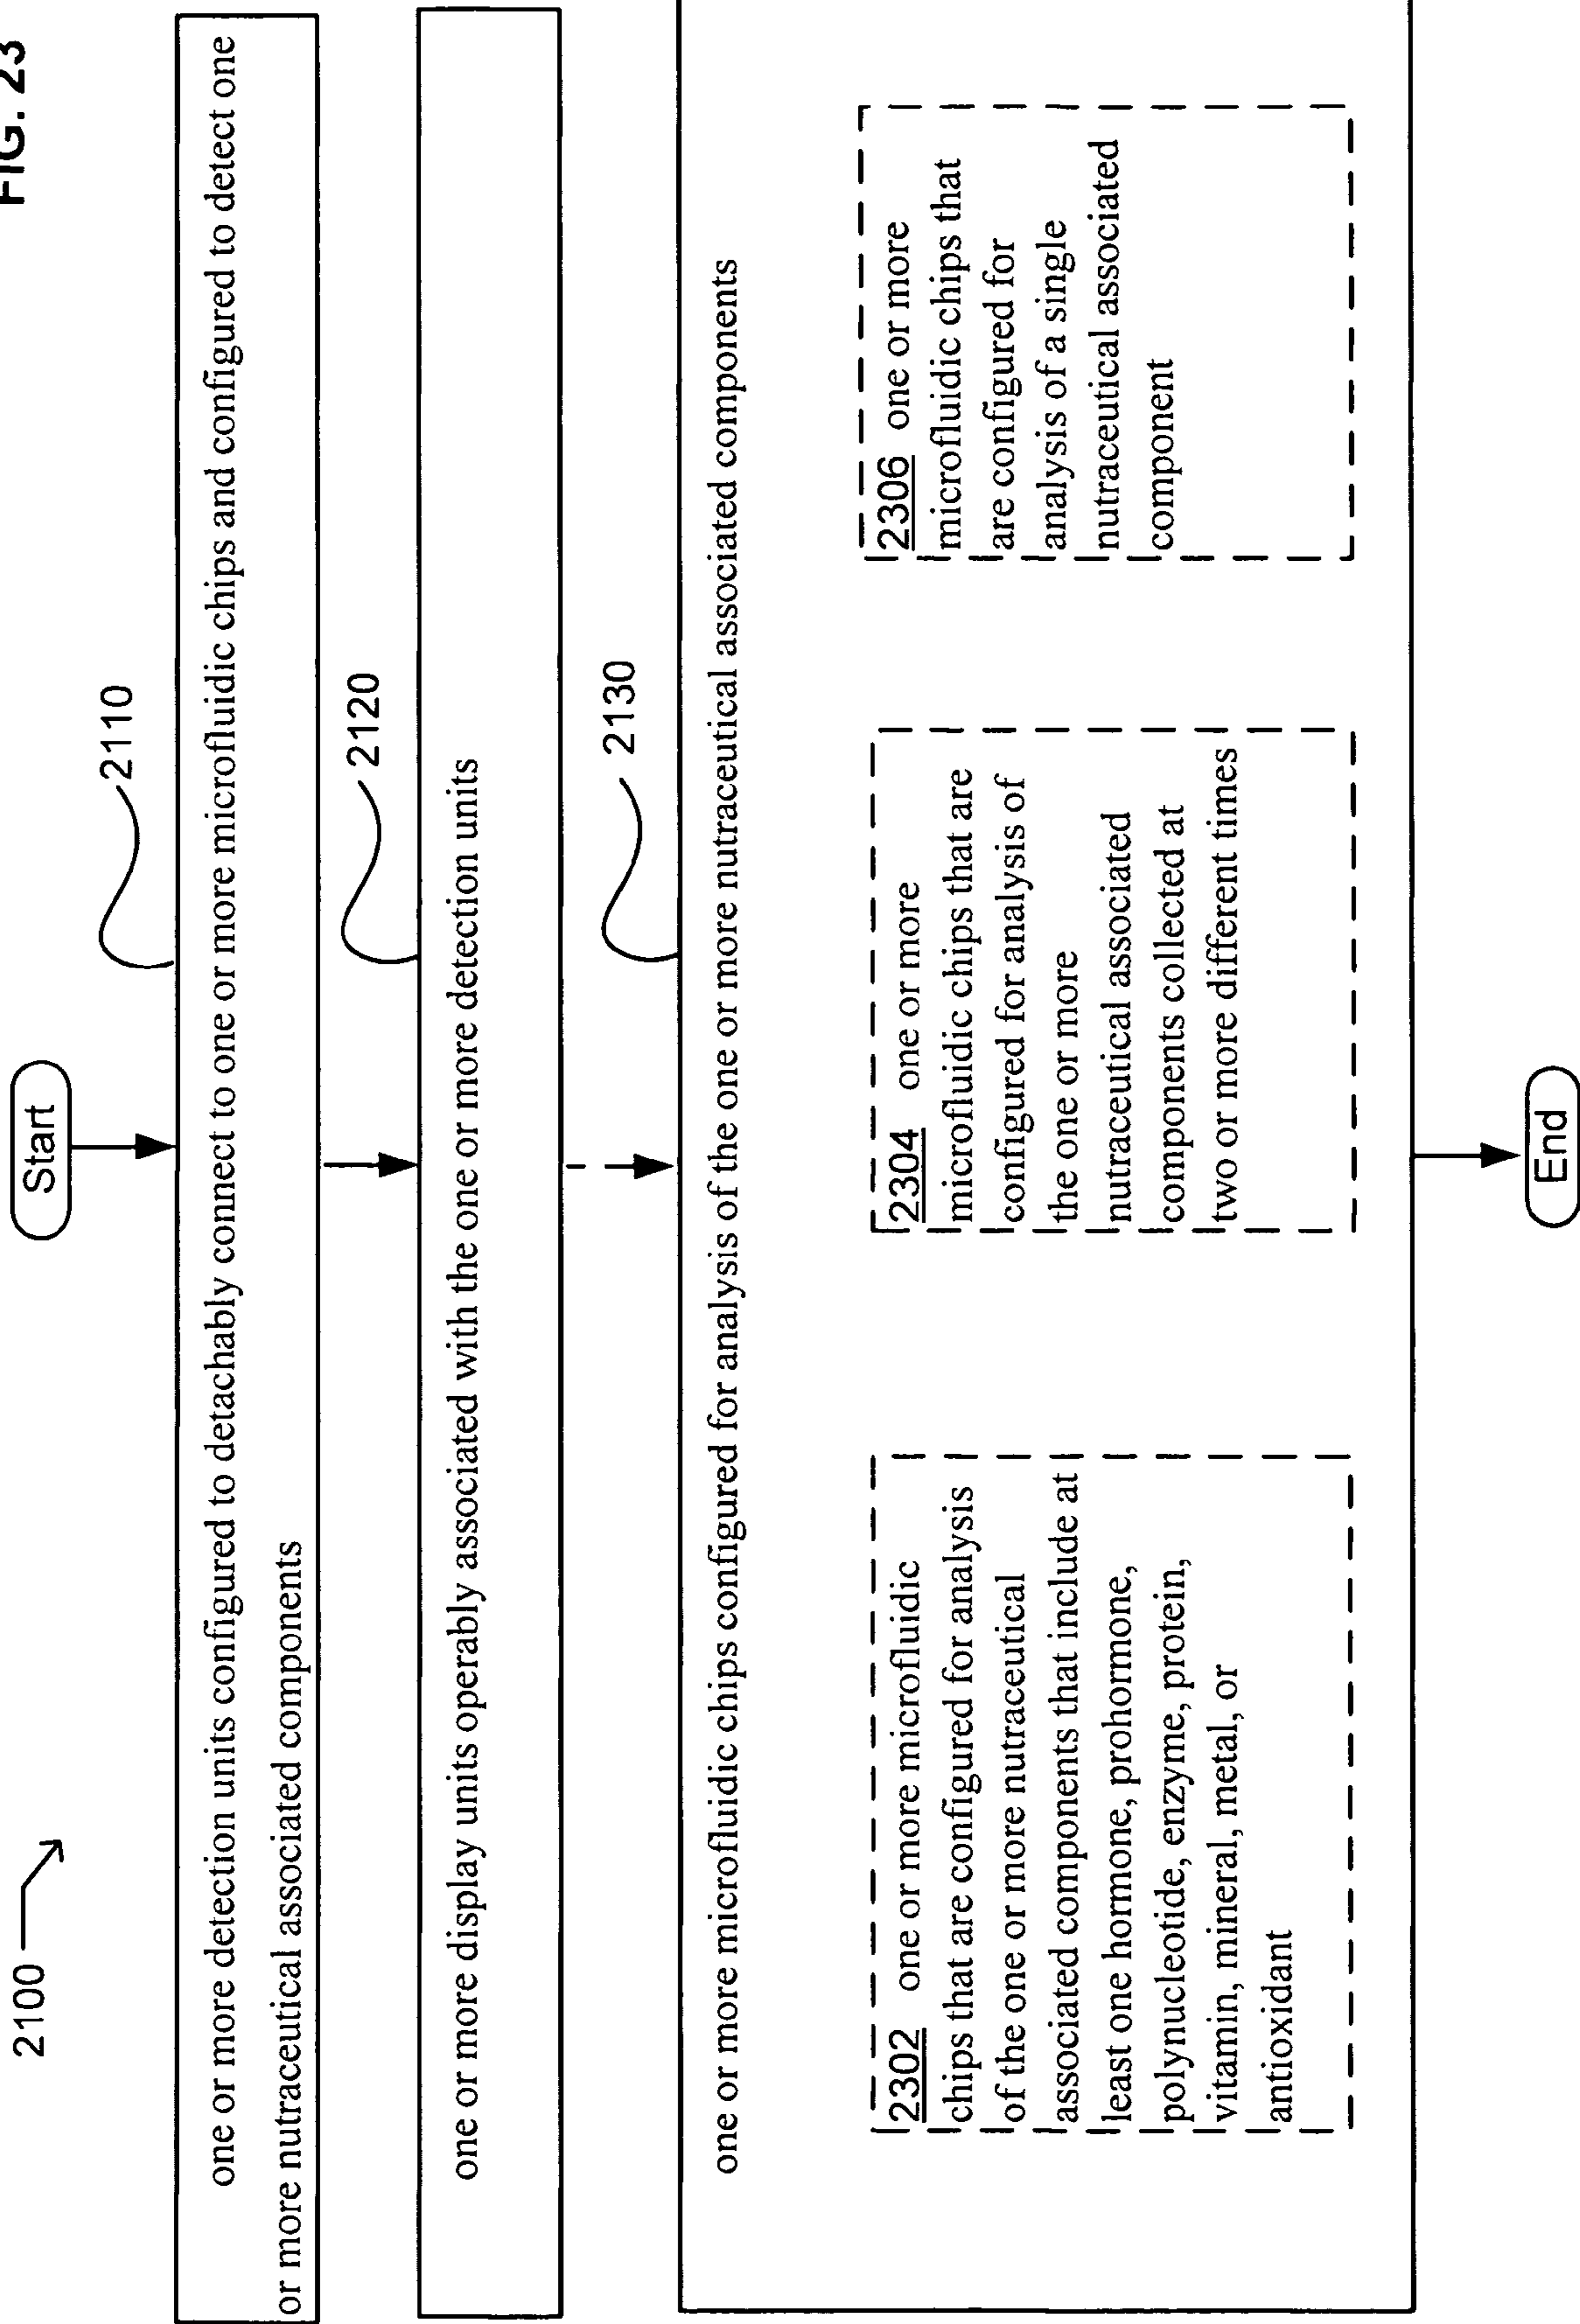 FIG. 23
2100
Start
2110
one or more detection units configured to detachably connect to one or more microfluidic chips and configured to detect one
or more nutraceutical associated components
2120
one or more display units operably associated with the one or more detection units
2130
one or more microfluidic chips configured for analysis of the one or more nutraceutical associated components
2302 one or more microfluidic
chips that are configured for analysis
of the one or more nutraceutical
associated components that include at
least one hormone, prohormone,
polynucleotide, enzyme, protein,
vitamin, mineral, metal, or
antioxidant
2304 one or more
microfluidic chips that are
configured for analysis of
the one or more
nutraceutical associated
components collected at
two or more different times
2306 one or more
microfluidic chips that
are configured for
analysis of a single
nutraceutical associated
component
End